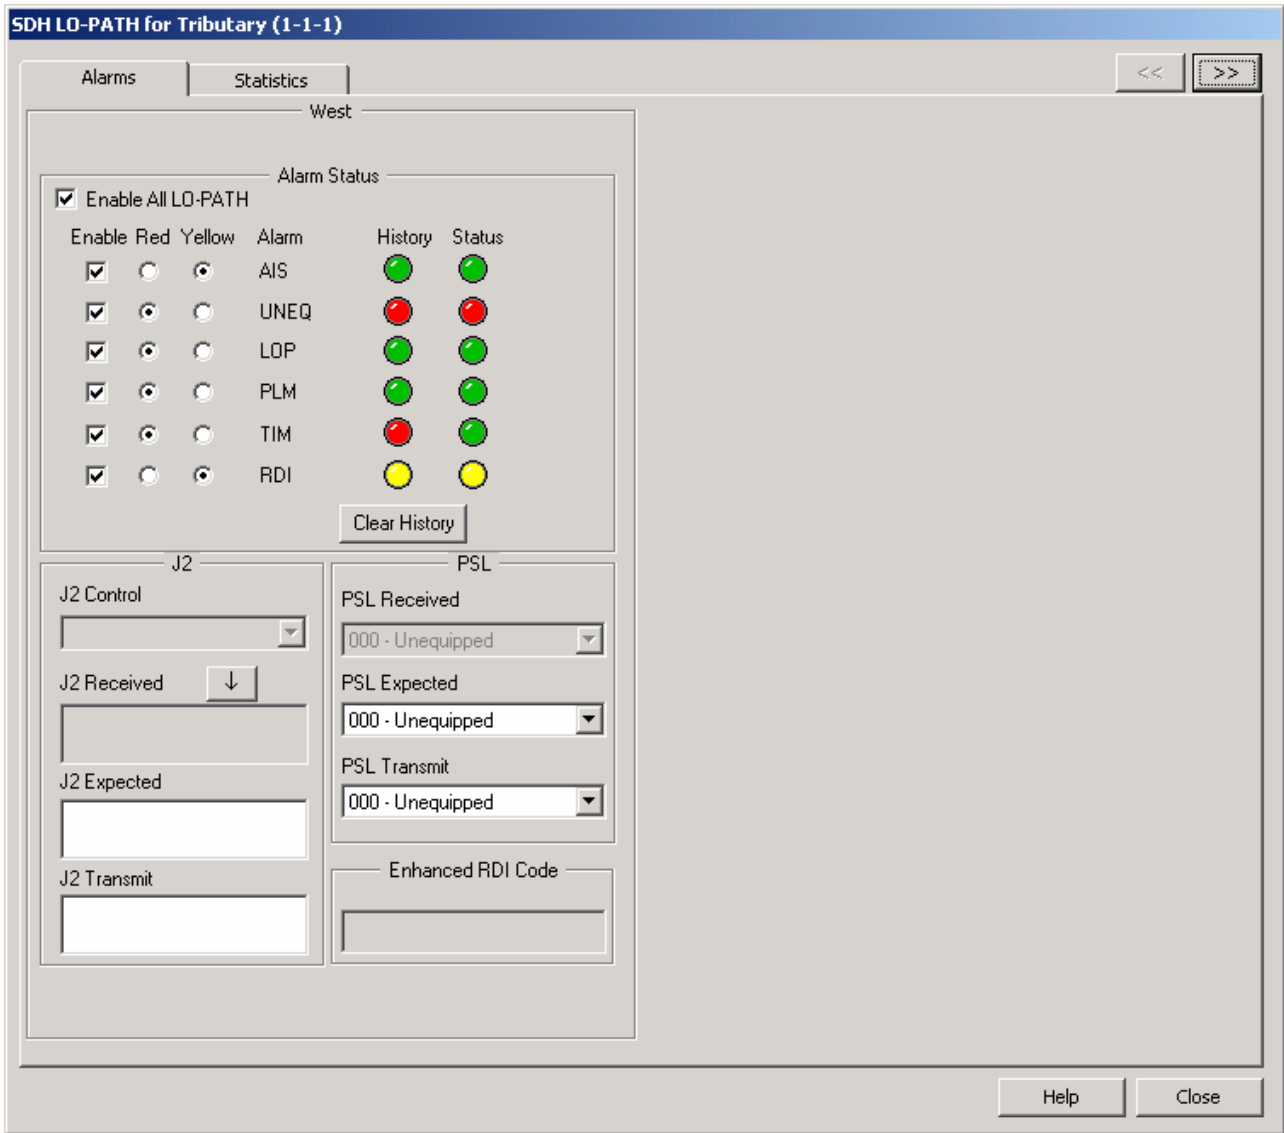 SDH LO-PATH for Tributary (1-1-1)
Alarms Statistics << >>
West
Alarm Status
Enable All LO-PATH
Enable Red Yellow Alarm History Status
AIS
UNEQ
LOP
PLM
TIM
RDI
Clear History
J2
J2 Control
J2 Received ↓
J2 Expected
J2 Transmit
PSL
PSL Received
000 - Unequipped
PSL Expected
000 - Unequipped
PSL Transmit
000 - Unequipped
Enhanced RDI Code
Help Close